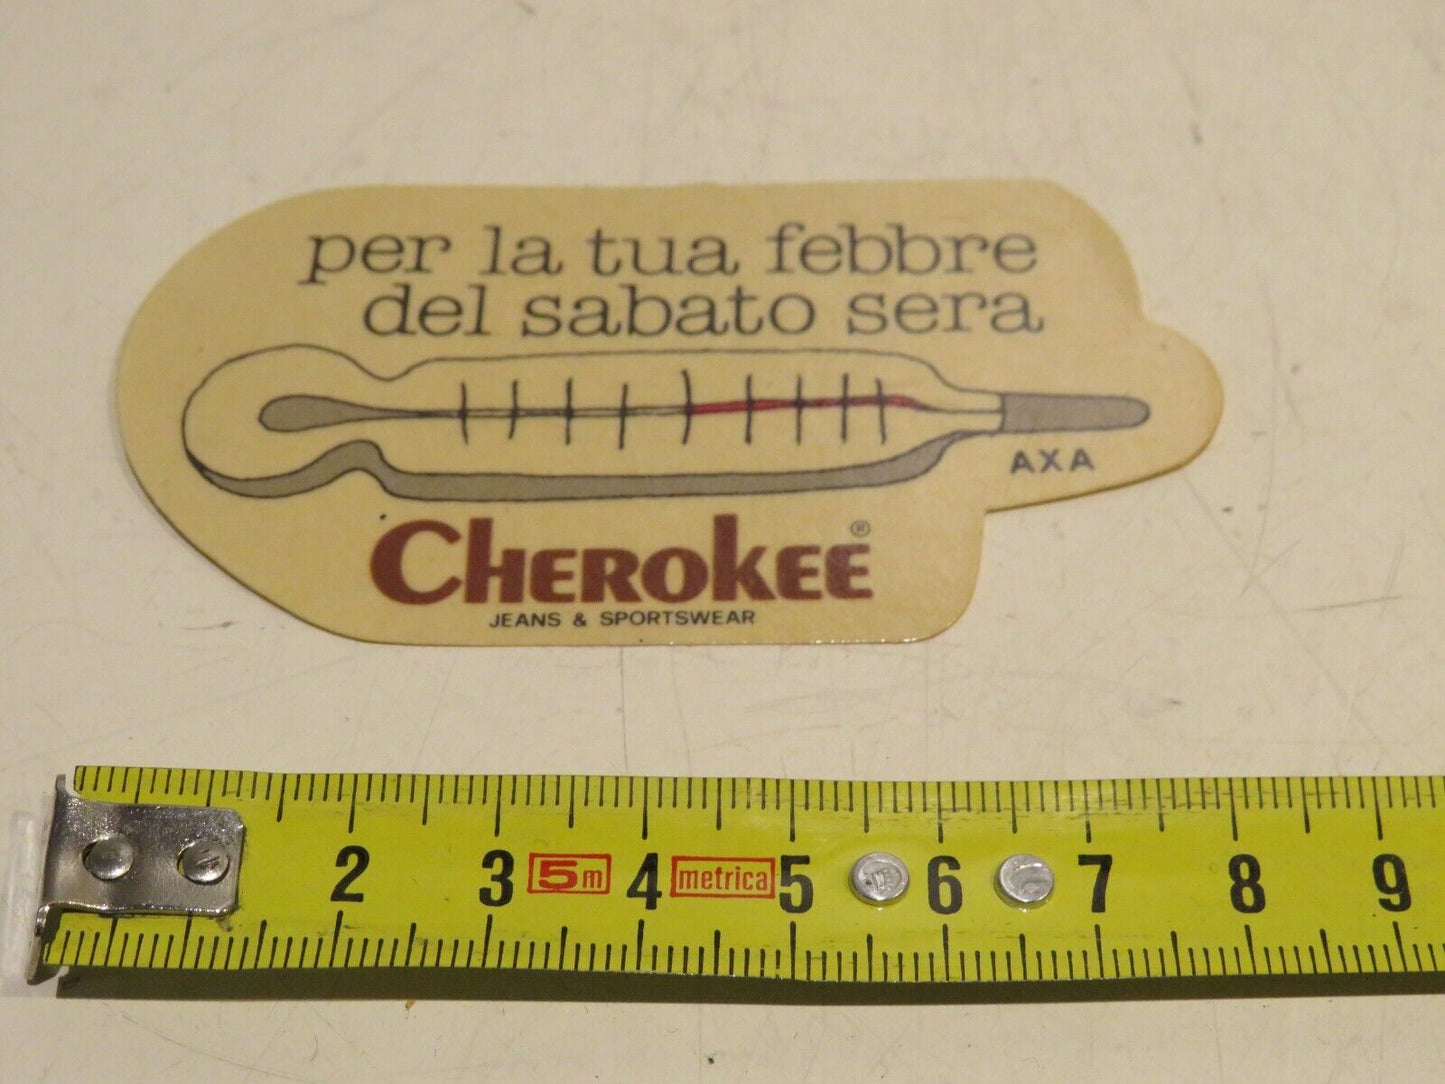 per la tua febbre
del sabato sera
AXA
CHEROKEE®
JEANS & SPORTSWEAR
2 3 5m 4 metrica 5 6 7 8 9